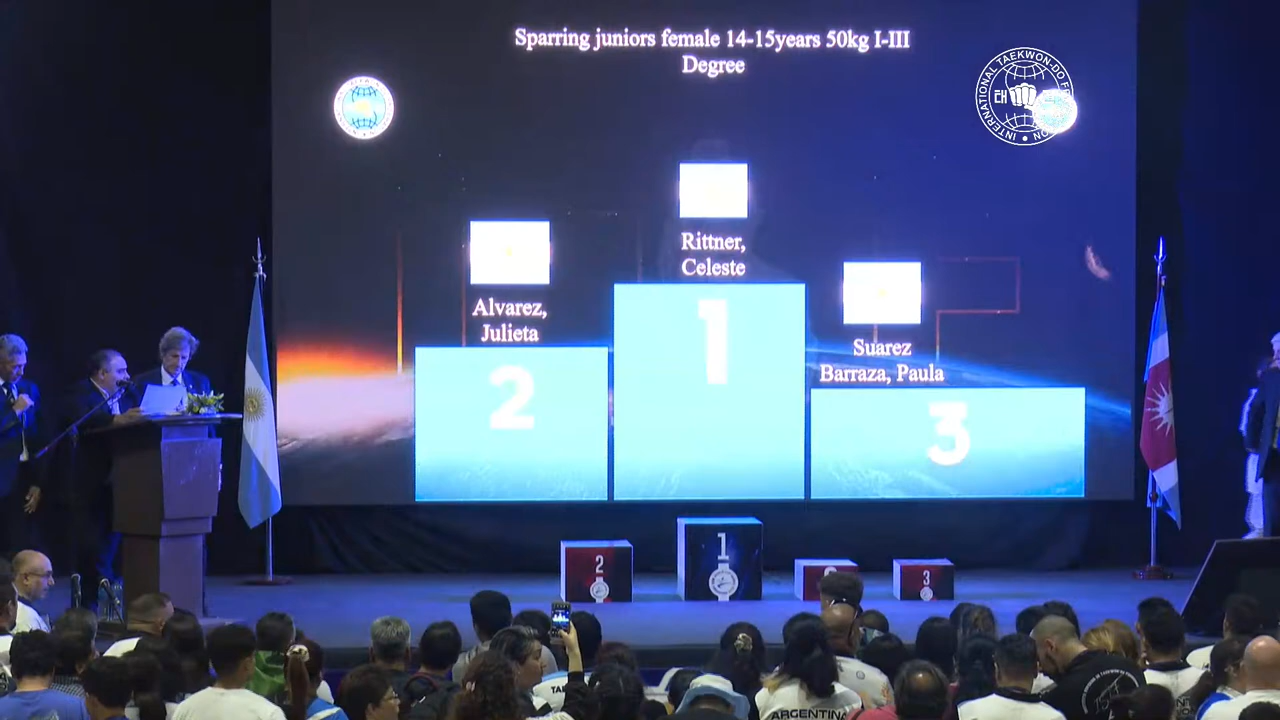 Sparring juniors female 14-15years 50kg I-III
Degree
INTERNATIONAL TAEKWON-DO
Rittner,
Celeste
Alvarez,
Julieta
Suarez
Barraza, Paula
1
2
3
1
2
3
ARGENTINA